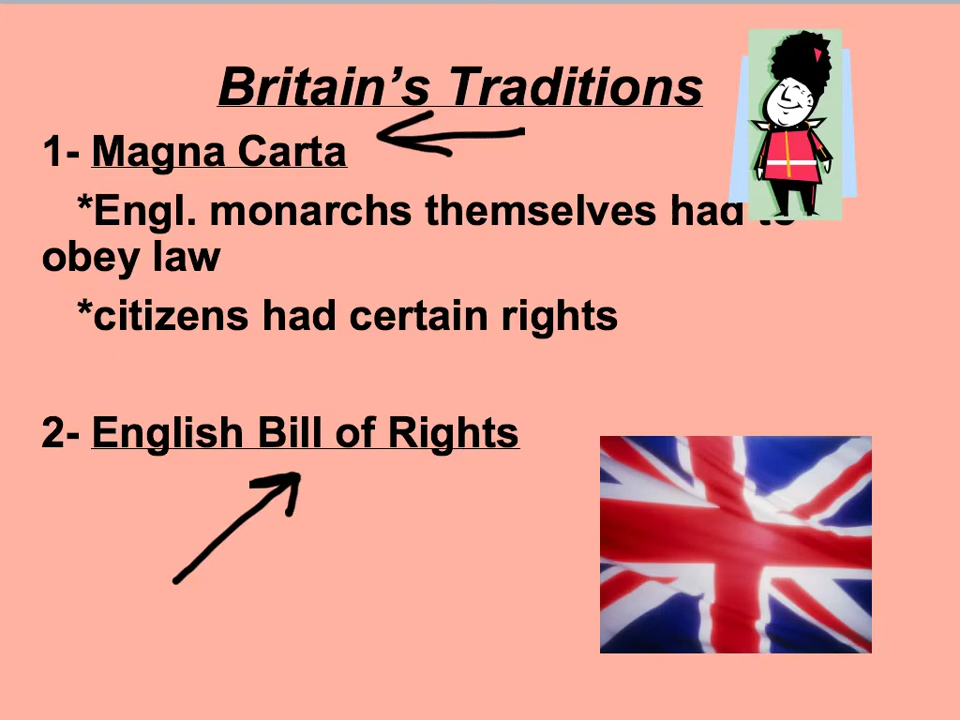 Britain’s Traditions
1- Magna Carta
*Engl. monarchs themselves had to
obey law
*citizens had certain rights
2- English Bill of Rights